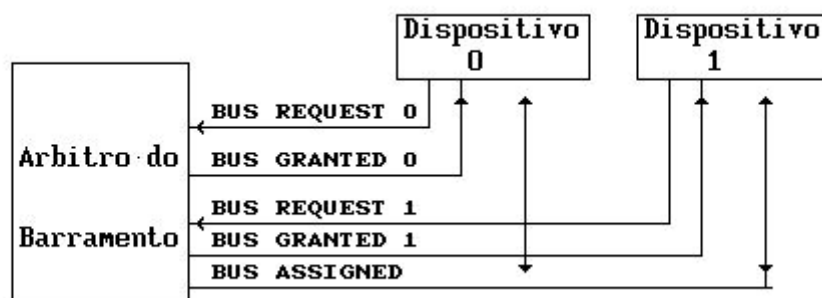 Dispositivo
0
Dispositivo
1
BUS REQUEST 0
Arbitro do
BUS GRANTED 0
BUS REQUEST 1
Barramento
BUS GRANTED 1
BUS ASSIGNED